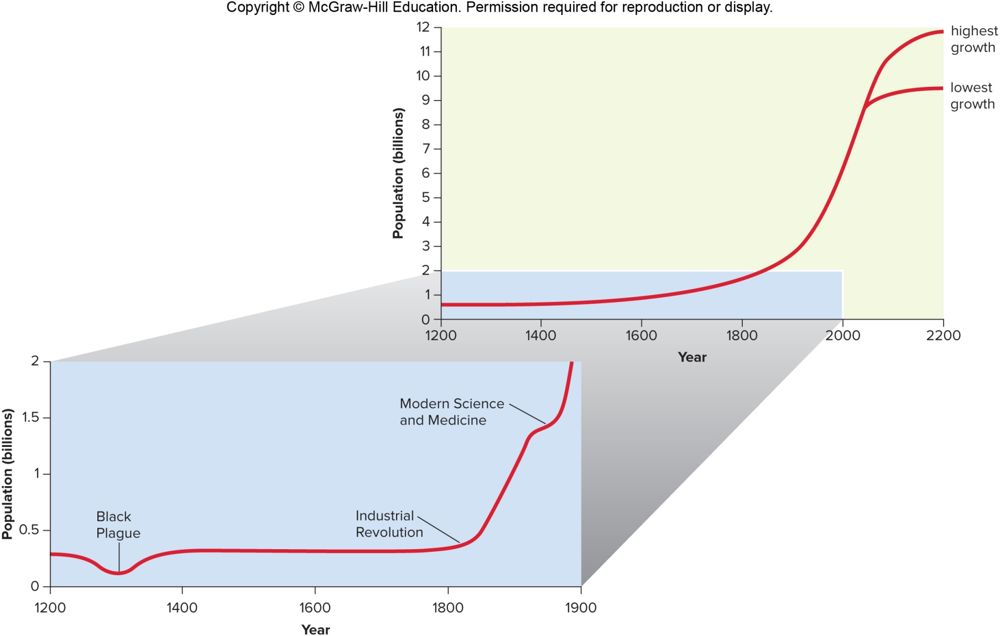 Copyright © McGraw-Hill Education. Permission required for reproduction or display.
12
11
10
9
8
7
6
5
4
3
2
1
0
Population (billions)
highest
growth
lowest
growth
1200 1400 1600 1800 2000 2200
Year
2
1.5
1
0.5
0
Population (billions)
Modern Science
and Medicine
Black
Plague
Industrial
Revolution
1200 1400 1600 1800 1900
Year